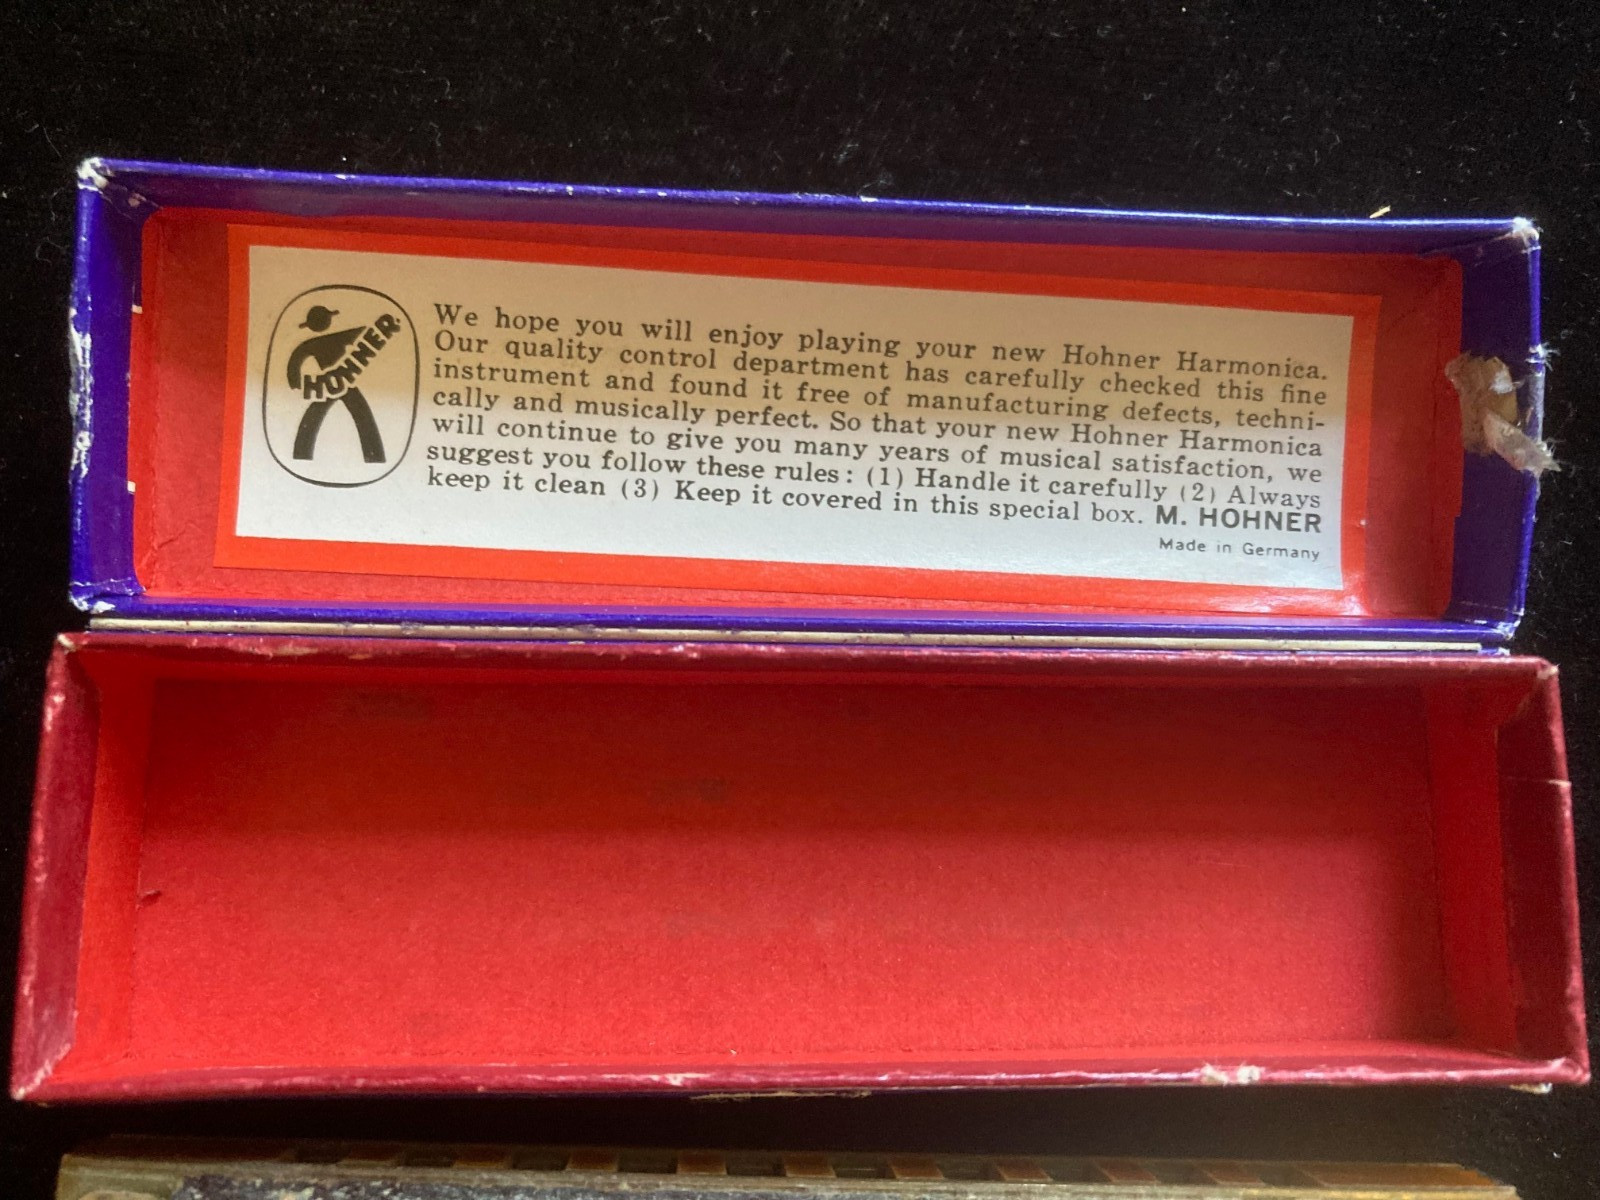 HOHNER
We hope you will enjoy playing your new Hohner Harmonica.
Our quality control department has carefully checked this fine
instrument and found it free of manufacturing defects, techni-
cally and musically perfect. So that your new Hohner Harmonica
will continue to give you many years of musical satisfaction, we
suggest you follow these rules: (1) Handle it carefully (2) Always
keep it clean (3) Keep it covered in this special box. M. HOHNER
Made in Germany